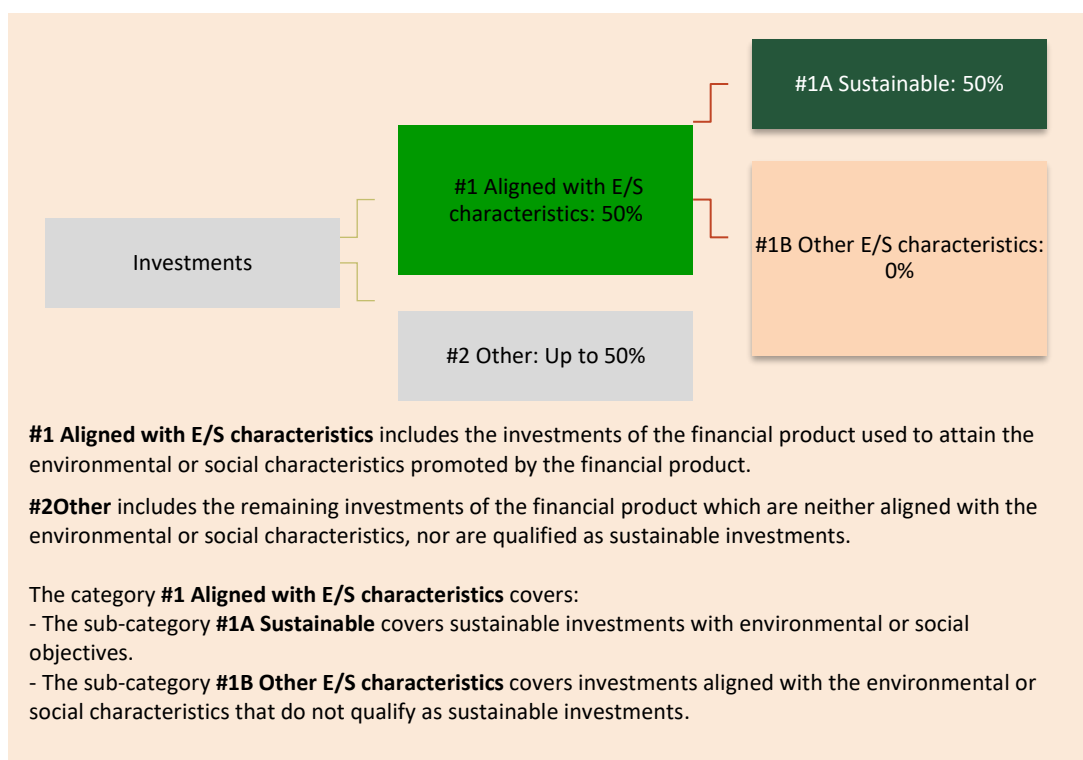 #1A Sustainable: 50%
#1 Aligned with E/S
characteristics: 50%
#1B Other E/S characteristics:
0%
Investments
#2 Other: Up to 50%
#1 Aligned with E/S characteristics includes the investments of the financial product used to attain the
environmental or social characteristics promoted by the financial product.
#2Other includes the remaining investments of the financial product which are neither aligned with the
environmental or social characteristics, nor are qualified as sustainable investments.
The category #1 Aligned with E/S characteristics covers:
- The sub-category #1A Sustainable covers sustainable investments with environmental or social
objectives.
- The sub-category #1B Other E/S characteristics covers investments aligned with the environmental or
social characteristics that do not qualify as sustainable investments.